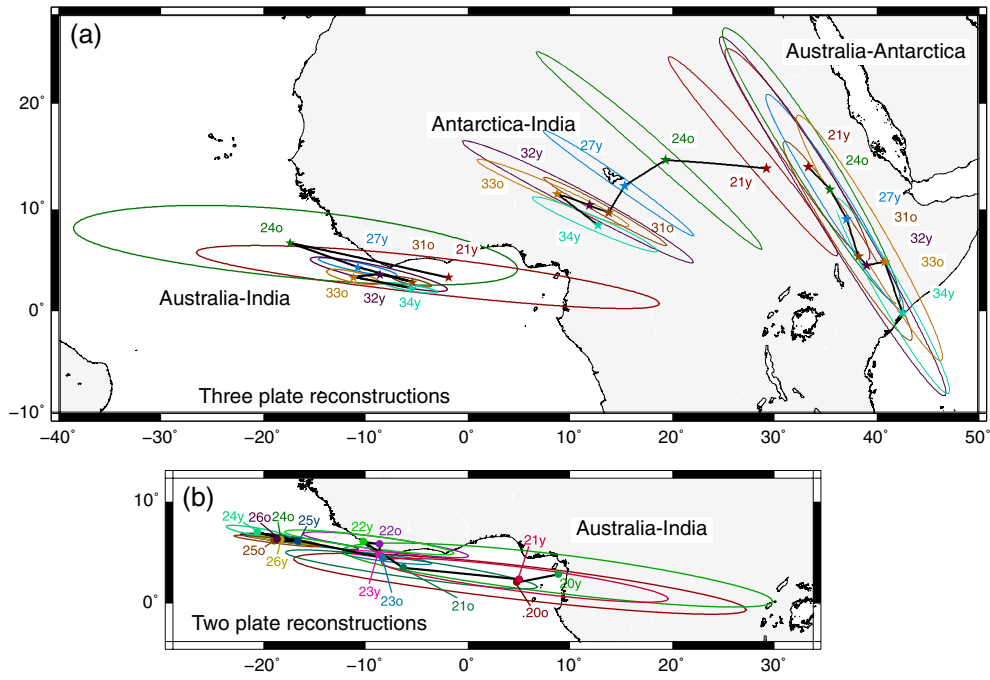 (a)
Australia-Antarctica
20˚
Antarctica-India
21y
24o
27y
24o
32y
33o
21y
27y
31o
10˚
31o
32y
24o
27y
31o
21y
34y
33o
Australia-India
33o
32y
34y
34y
0˚
Three plate reconstructions
−10˚
−40˚
−30˚
−20˚
−10˚
0˚
10˚
20˚
30˚
40˚
50˚
(b)
10˚
24y
26o
24o
25y
22y
22o
Australia-India
25o
26y
21y
20y
23y
23o
21o
20o
0˚
Two plate reconstructions
−20˚
−10˚
0˚
10˚
20˚
30˚